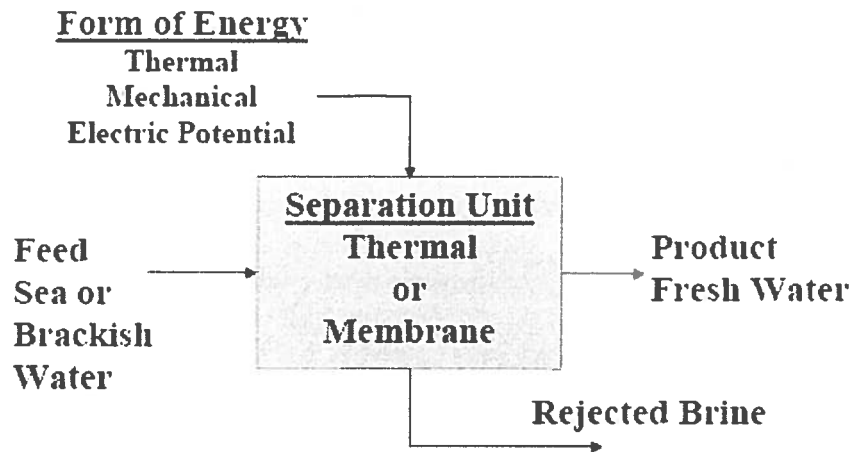 Form of Energy
Thermal
Mechanical
Electric Potential
Separation Unit
Thermal
or
Membrane
Feed
Sea or
Brackish
Water
Product
Fresh Water
Rejected Brine